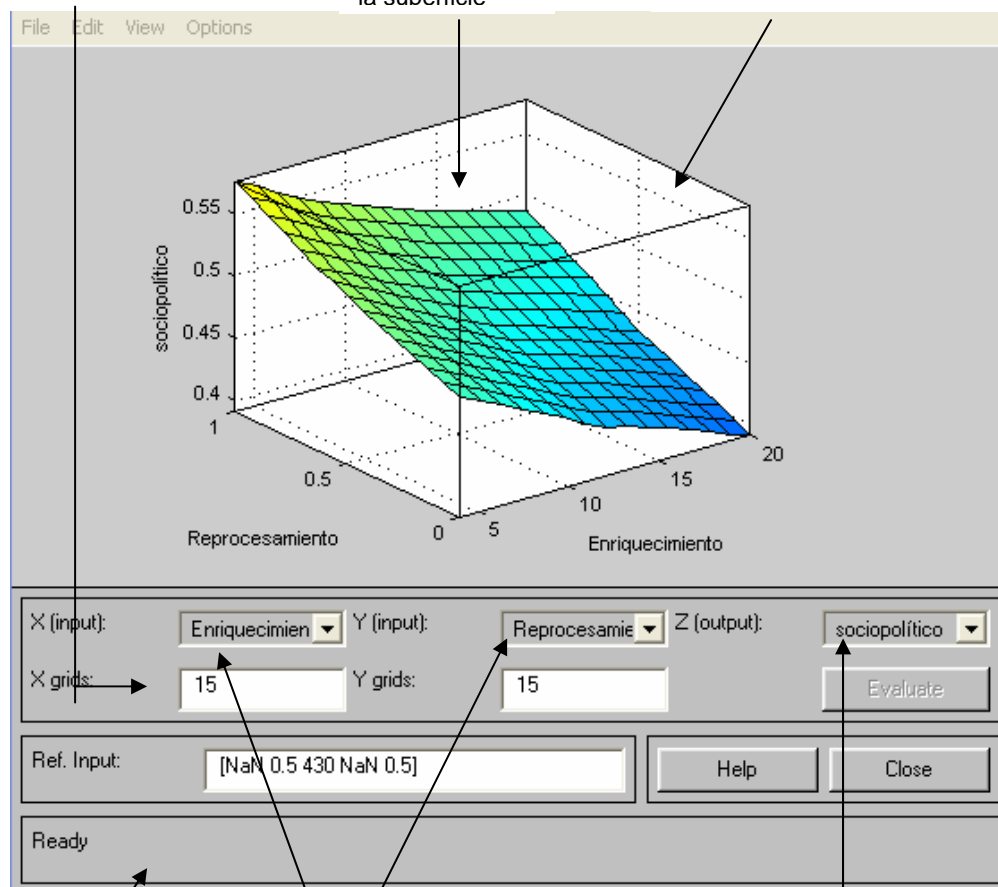 la superficie
File Edit View Options
0.55
0.5
0.45
0.4
sociopolítico
1
0.5
0
Reprocesamiento
5
10
15
20
Enriquecimiento
X (input): Enriquecimien Y (input): Reprocesamie Z (output): sociopolítico
X grids: 15 Y grids: 15 Evaluate
Ref. Input: [NaN 0.5 430 NaN 0.5] Help Close
Ready